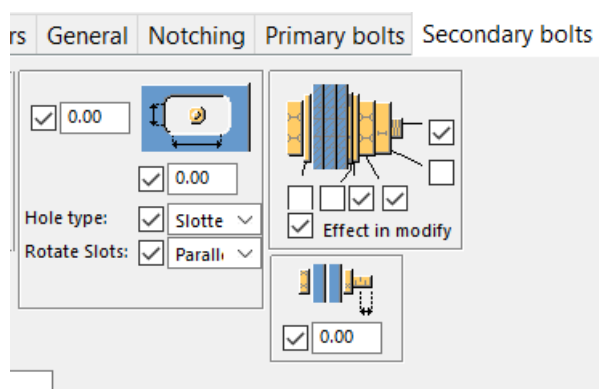 rs General Notching Primary bolts Secondary bolts
0.00
0.00
Hole type: Slotte
Rotate Slots: Paralle
Effect in modify
0.00